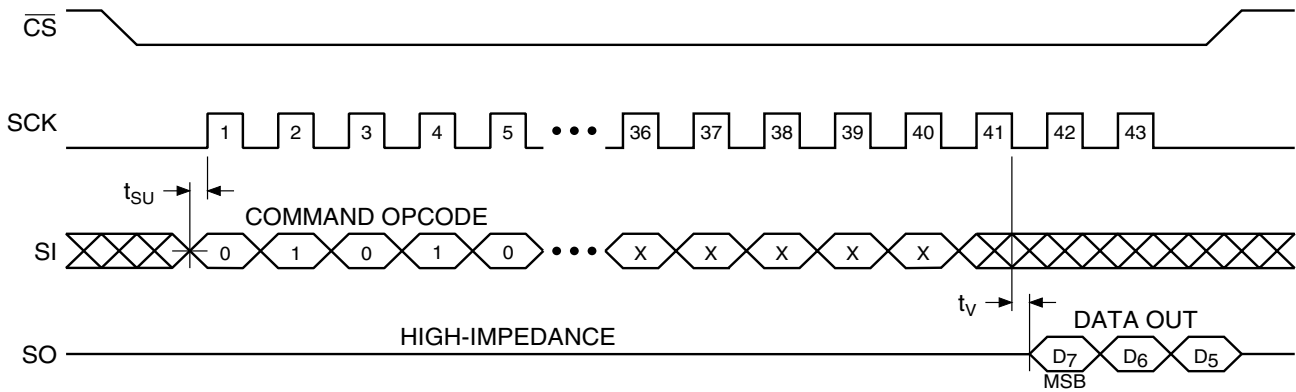 CS
SCK 1 2 3 4 5 ••• 36 37 38 39 40 41 42 43
tSU
COMMAND OPCODE
SI 0 1 0 1 0 ••• X X X X X
tV
HIGH-IMPEDANCE DATA OUT
SO D7 D6 D5
MSB